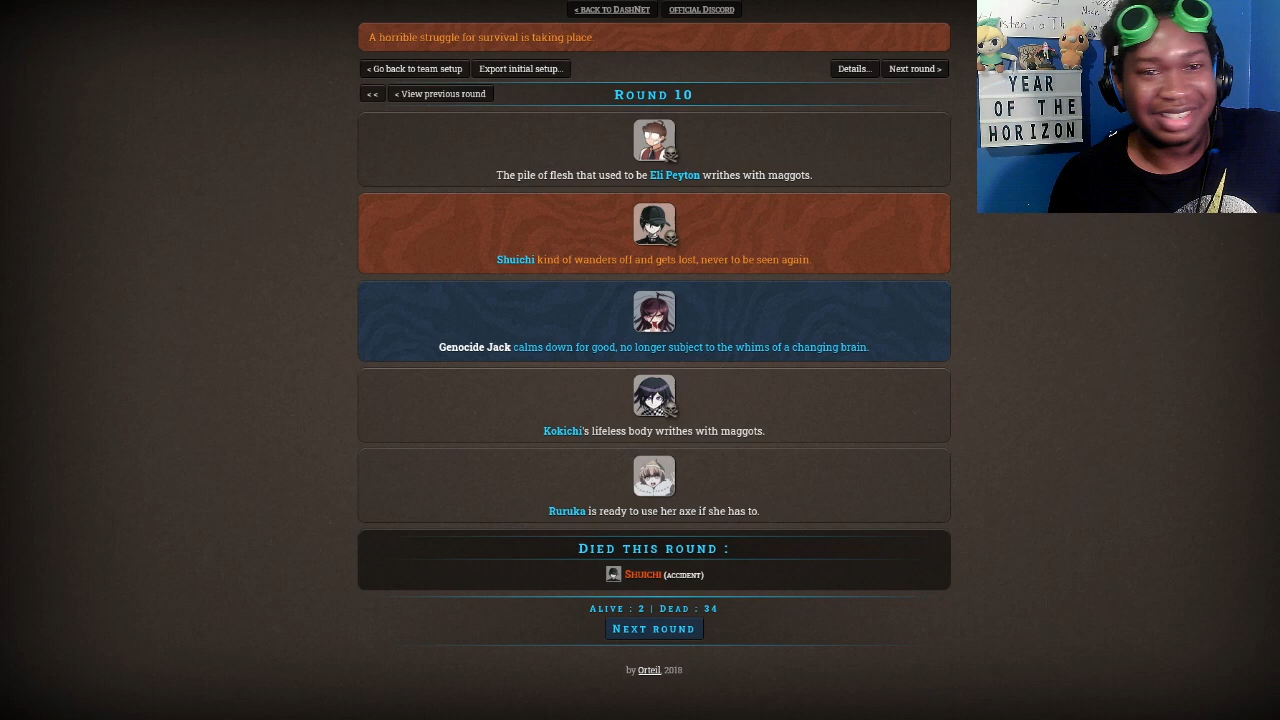 < BACK TO DASHNET
OFFICIAL DISCORD
A horrible struggle for survival is taking place.
< Go back to team setup
Export initial setup...
Details...
Next round >
< <
< View previous round
ROUND 10
The pile of flesh that used to be Eli Peyton writhes with maggots.
Shuichi kind of wanders off and gets lost, never to be seen again.
Genocide Jack calms down for good, no longer subject to the whims of a changing brain.
Kokichi's lifeless body writhes with maggots.
Ruruka is ready to use her axe if she has to.
DIED THIS ROUND :
SHUICHI (ACCIDENT)
ALIVE : 2 | DEAD : 34
NEXT ROUND
by Orteil, 2018
YEAR
OF THE
HORIZON